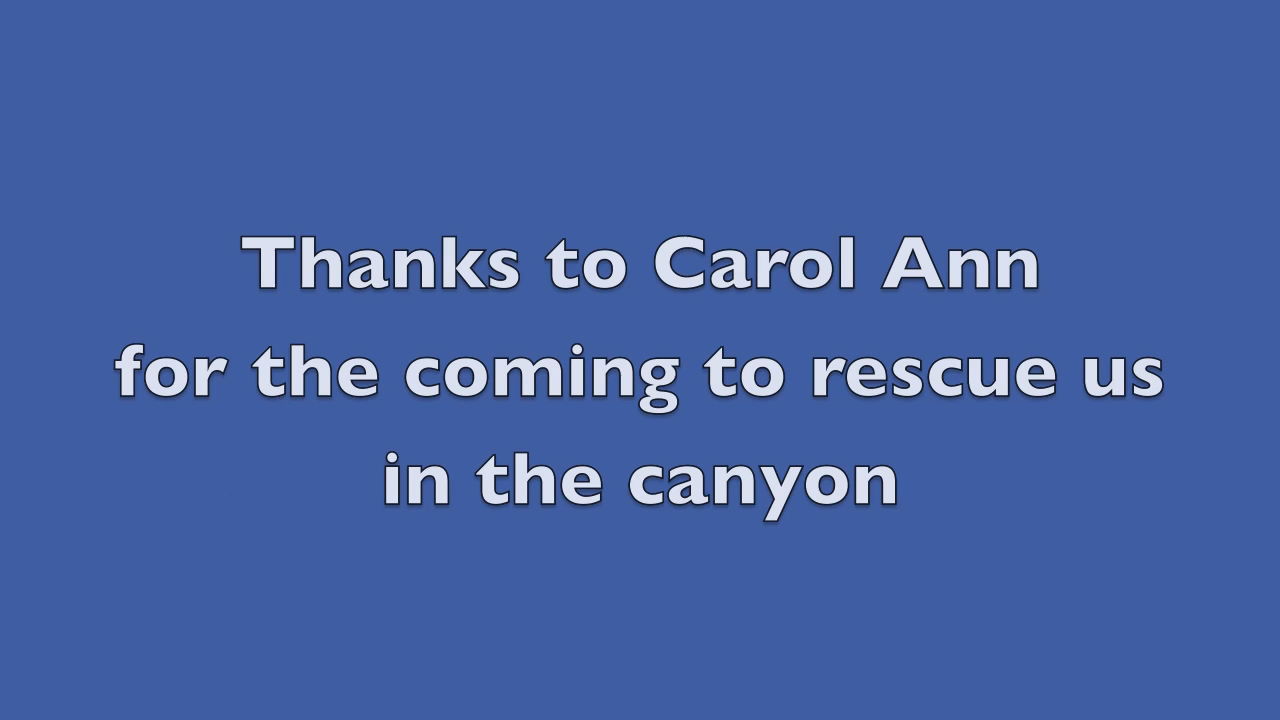 Thanks to Carol Ann
for the coming to rescue us
in the canyon